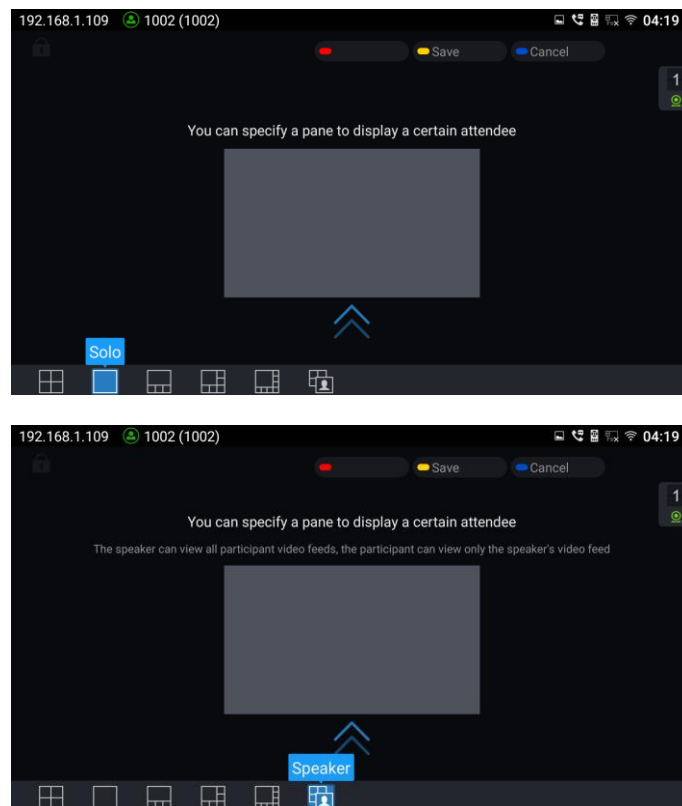 192.168.1.109 1002 (1002) 04:19
Save Cancel
1
You can specify a pane to display a certain attendee
Solo
192.168.1.109 1002 (1002) 04:19
Save Cancel
1
You can specify a pane to display a certain attendee
The speaker can view all participant video feeds, the participant can view only the speaker's video feed
Speaker